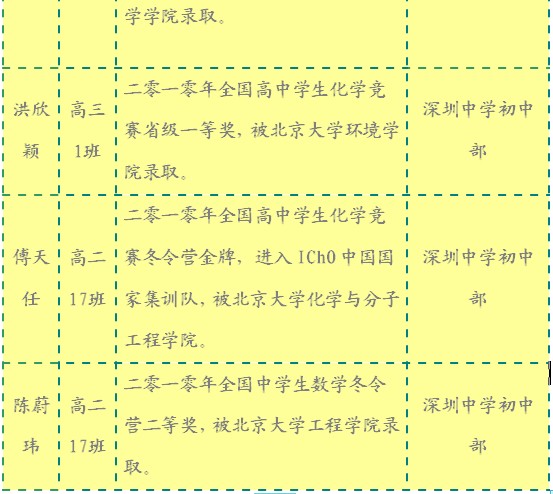 学学院录取。
洪欣
颖
高三
1班
二零一零年全国高中学生化学竞
赛省级一等奖，被北京大学环境学
院录取。
深圳中学初中
部
傅天
任
高二
17班
二零一零年全国高中学生化学竞
赛冬令营金牌，进入ICh0中国国
家集训队，被北京大学化学与分子
工程学院。
深圳中学初中
部
陈蔚
玮
高二
17班
二零一零年全国中学生数学冬令
营二等奖，被北京大学工程学院录
取。
深圳中学初中
部